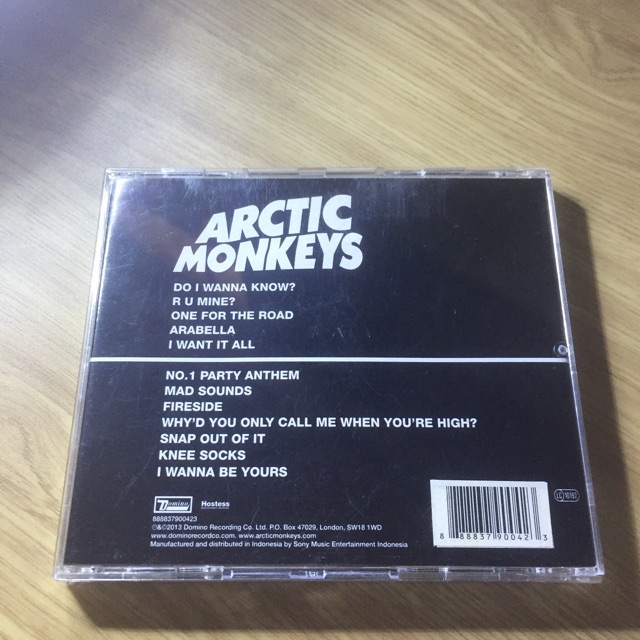 ARCTIC
MONKEYS
DO I WANNA KNOW?
R U MINE?
ONE FOR THE ROAD
ARABELLA
I WANT IT ALL
NO.1 PARTY ANTHEM
MAD SOUNDS
FIRESIDE
WHY'D YOU ONLY CALL ME WHEN YOU'RE HIGH?
SNAP OUT OF IT
KNEE SOCKS
I WANNA BE YOURS
Domino Hostess
888837900423
℗&©2013 Domino Recording Co Ltd. P.O. Box 47029, London, SW18 1WD
www.dominorecordco.com www.arcticmonkeys.com
Manufactured and distributed in Indonesia by Sony Music Entertainment Indonesia
LC 10167
8 88837 90042 3